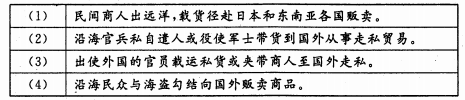 (1) 民间商人出远洋,载货径赴日本和东南亚各国贩卖。
(2) 沿海官兵私自遣人或役使军士带货到国外从事走私贸易。
(3) 出使外国的官员载运私货或夹带商人至国外走私。
(4) 沿海民众与海盗勾结向国外贩卖商品。